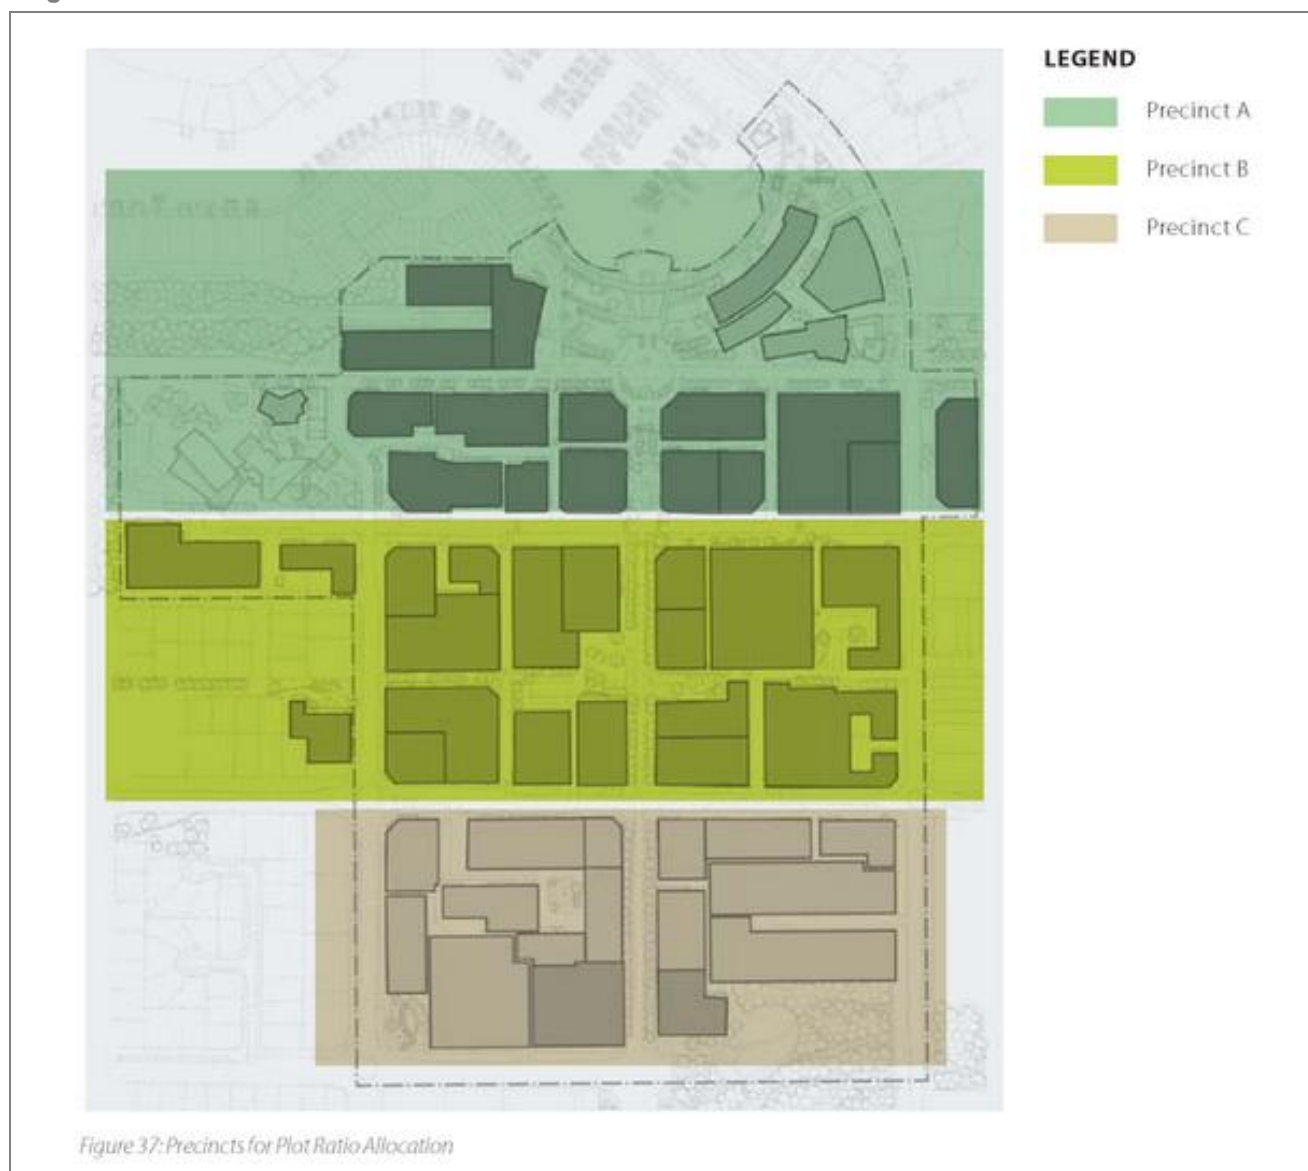 LEGEND
Precinct A
Precinct B
Precinct C
Figure 37: Precincts for Plot Ratio Allocation